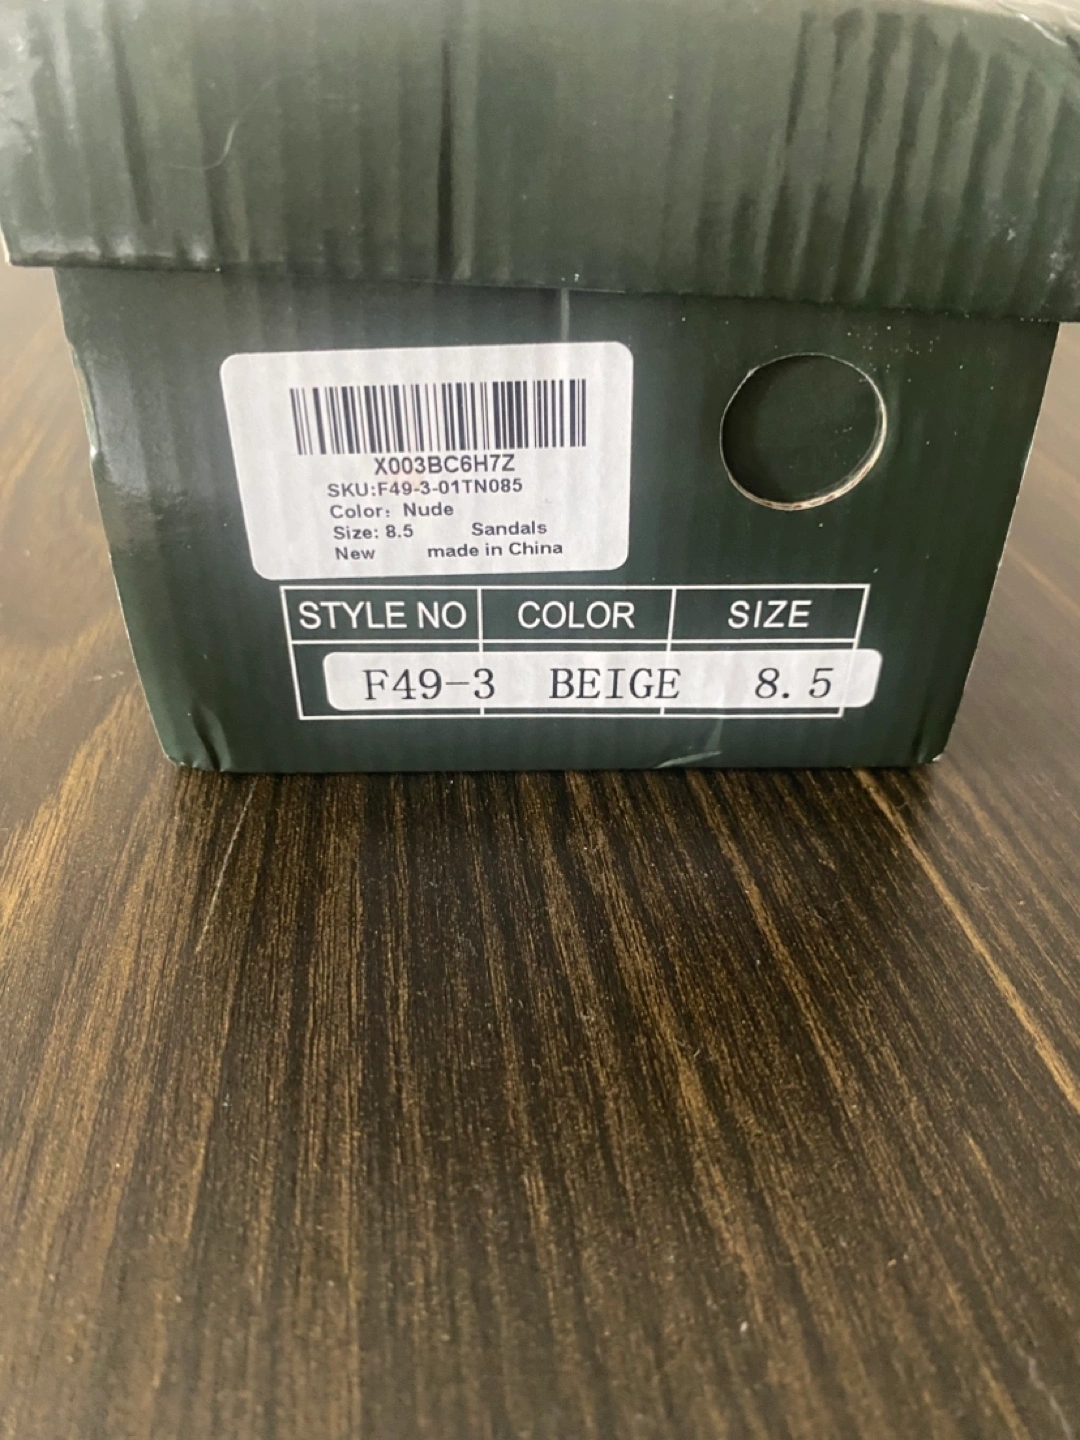 X003BC6H7Z
SKU:F49-3-01TN085
Color: Nude
Size: 8.5 Sandals
New made in China
STYLE NO COLOR SIZE
F49-3 BEIGE 8.5